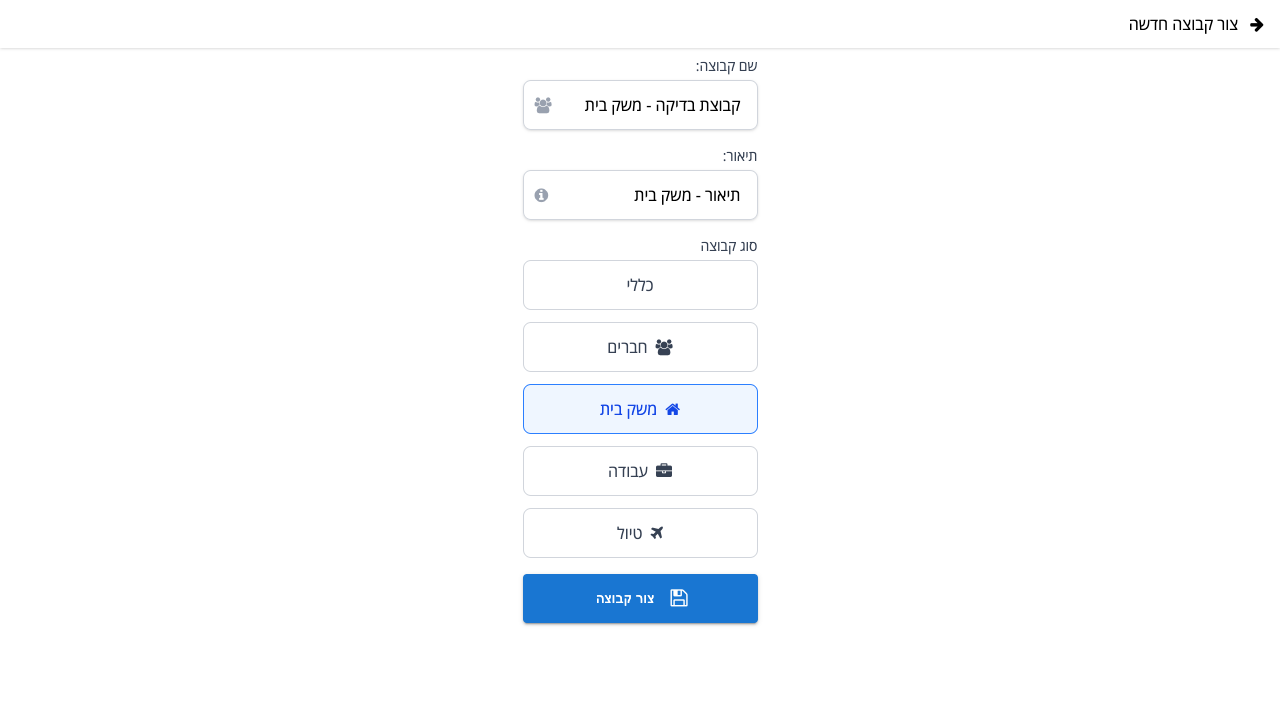 צור קבוצה חדשה
שם קבוצה:
קבוצת בדיקה - משק בית
תיאור:
תיאור - משק בית
סוג קבוצה
כללי
חברים
משק בית
עבודה
טיול
צור קבוצה